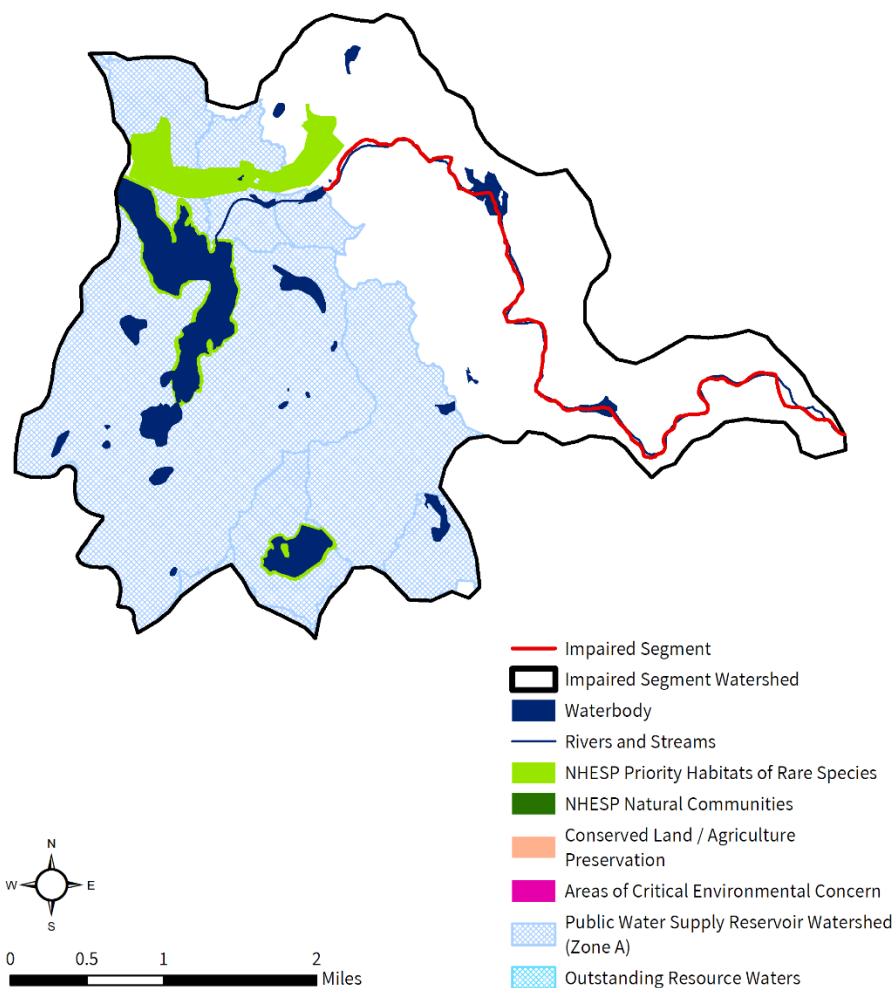 Impaired Segment
Impaired Segment Watershed
Waterbody
Rivers and Streams
NHESP Priority Habitats of Rare Species
NHESP Natural Communities
Conserved Land / Agriculture
Preservation
Areas of Critical Environmental Concern
Public Water Supply Reservoir Watershed
(Zone A)
Outstanding Resource Waters
N
W E
S
0 0.5 1 2
Miles